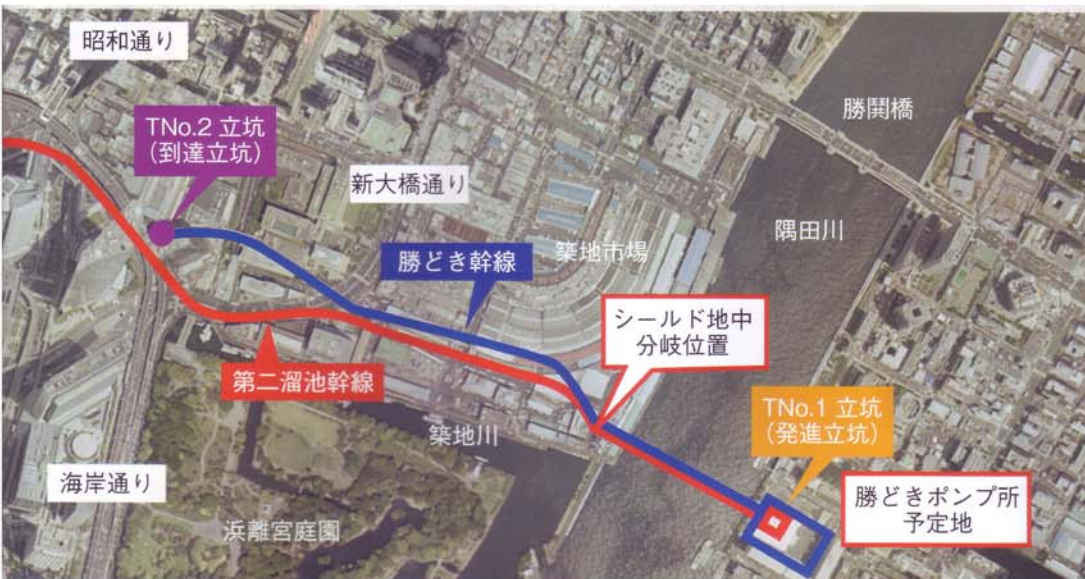 昭和通り
TNo.2 立坑
（到達立坑）
新大橋通り
勝鬨橋
隅田川
築地市場
勝どき幹線
シールド地中
分岐位置
第二溜池幹線
築地川
TNo.1 立坑
（発進立坑）
海岸通り
浜離宮庭園
勝どきポンプ所
予定地